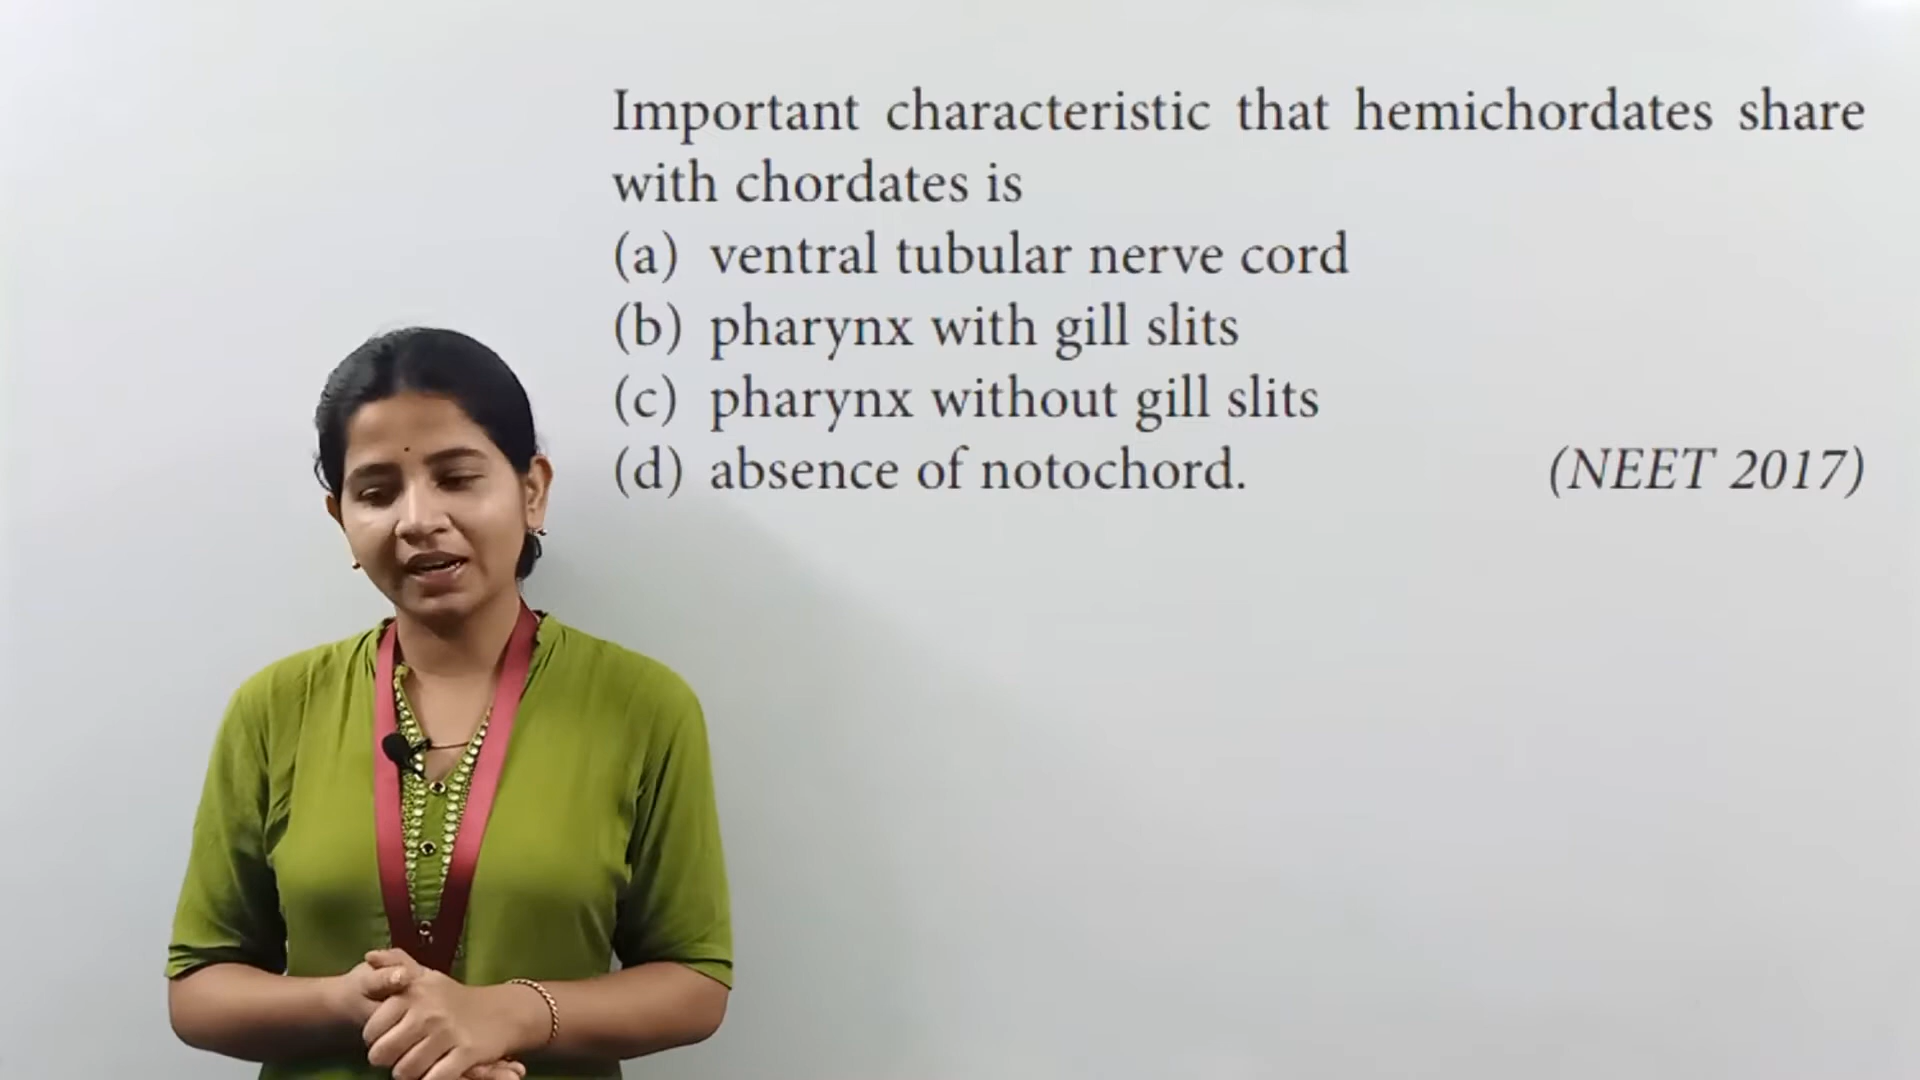 Important characteristic that hemichordates share
with chordates is
(a) ventral tubular nerve cord
(b) pharynx with gill slits
(c) pharynx without gill slits
(d) absence of notochord. (NEET 2017)